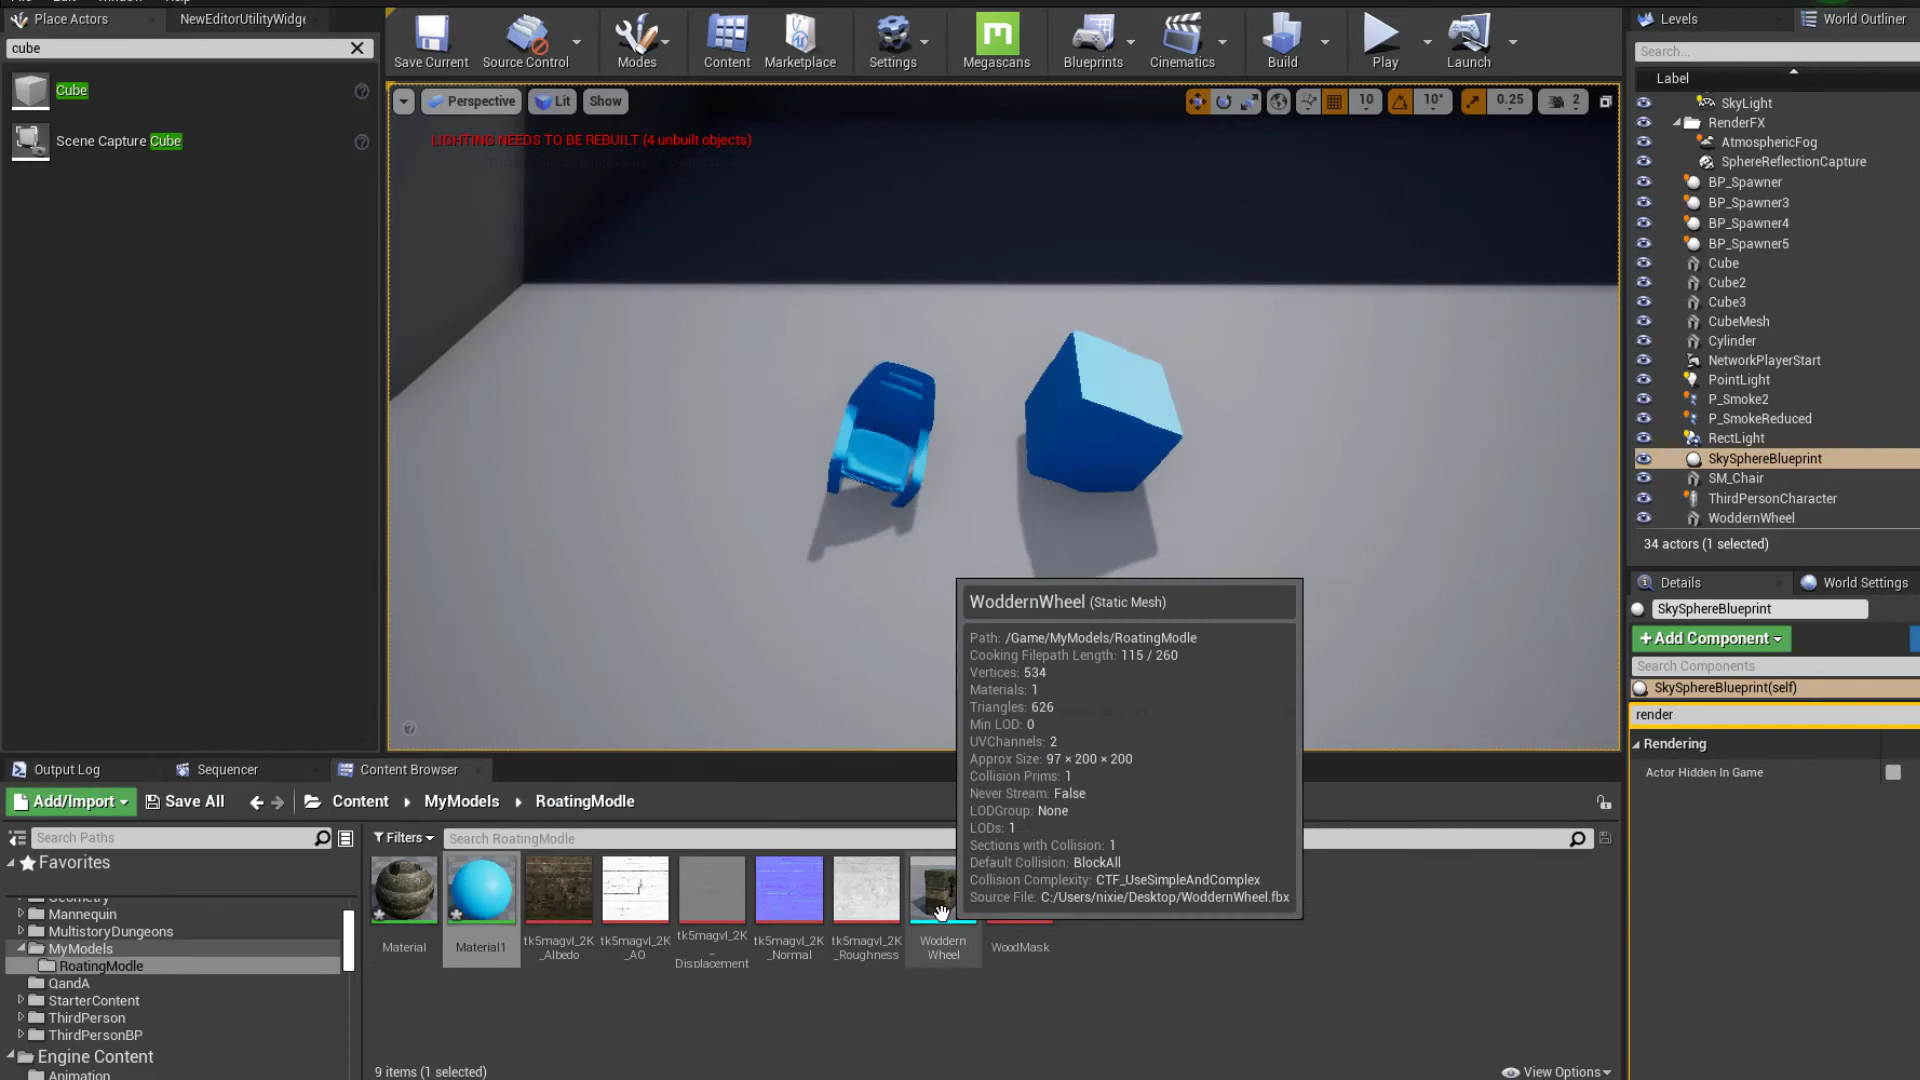 Help
Place Actors
NewEditorUtilityWidge
cube
Cube
Scene Capture Cube
Save Current
Source Control
Modes
Content
Marketplace
Settings
Megascans
Blueprints
Cinematics
Build
Play
Launch
Perspective
Lit
Show
10
10°
0.25
2
LIGHTING NEEDS TO BE REBUILT (4 unbuilt objects)
Levels
World Outliner
Search...
Label
SkyLight
RenderFX
AtmosphericFog
SphereReflectionCapture
BP_Spawner
BP_Spawner3
BP_Spawner4
BP_Spawner5
Cube
Cube2
Cube3
CubeMesh
Cylinder
NetworkPlayerStart
PointLight
P_Smoke2
P_SmokeReduced
RectLight
SkySphereBlueprint
SM_Chair
ThirdPersonCharacter
WoddernWheel
34 actors (1 selected)
Details
World Settings
SkySphereBlueprint
+Add Component
Search Components
SkySphereBlueprint(self)
render
Rendering
Actor Hidden In Game
WoddernWheel (Static Mesh)
Path: /Game/MyModels/RoatingModle
Cooking Filepath Length: 115 / 260
Vertices: 534
Materials: 1
Triangles: 626
Min LOD: 0
UVChannels: 2
Approx Size: 97 × 200 × 200
Collision Prims: 1
Never Stream: False
LODGroup: None
LODs: 1
Sections with Collision: 1
Default Collision: BlockAll
Collision Complexity: CTF_UseSimpleAndComplex
Source File: C:/Users/nixie/Desktop/WoddernWheel.fbx
Output Log
Sequencer
Content Browser
Add/Import
Save All
Content
MyModels
RoatingModle
Search Paths
Filters
Search RoatingModle
Favorites
Geometry
Mannequin
MultistoryDungeons
MyModels
RoatingModle
QandA
StarterContent
ThirdPerson
ThirdPersonBP
Engine Content
Animation
Material
Material1
tk5magvl_2K
_Albedo
tk5magvl_2K
_AO
tk5magvl_2K
_
Displacement
tk5magvl_2K
_Normal
tk5magvl_2K
_Roughness
Woddern
Wheel
WoodMask
9 items (1 selected)
View Options